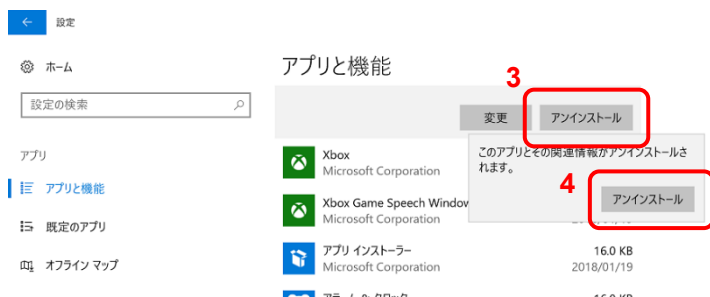 設定
ホーム
設定の検索
アプリ
アプリと機能
既定のアプリ
オフライン マップ
アプリと機能
3
変更
アンインストール
このアプリとその関連情報がアンインストールさ
れます。
4
アンインストール
Xbox
Microsoft Corporation
Xbox Game Speech Window
Microsoft Corporation
アプリ インストーラー
16.0 KB
Microsoft Corporation
2018/01/19